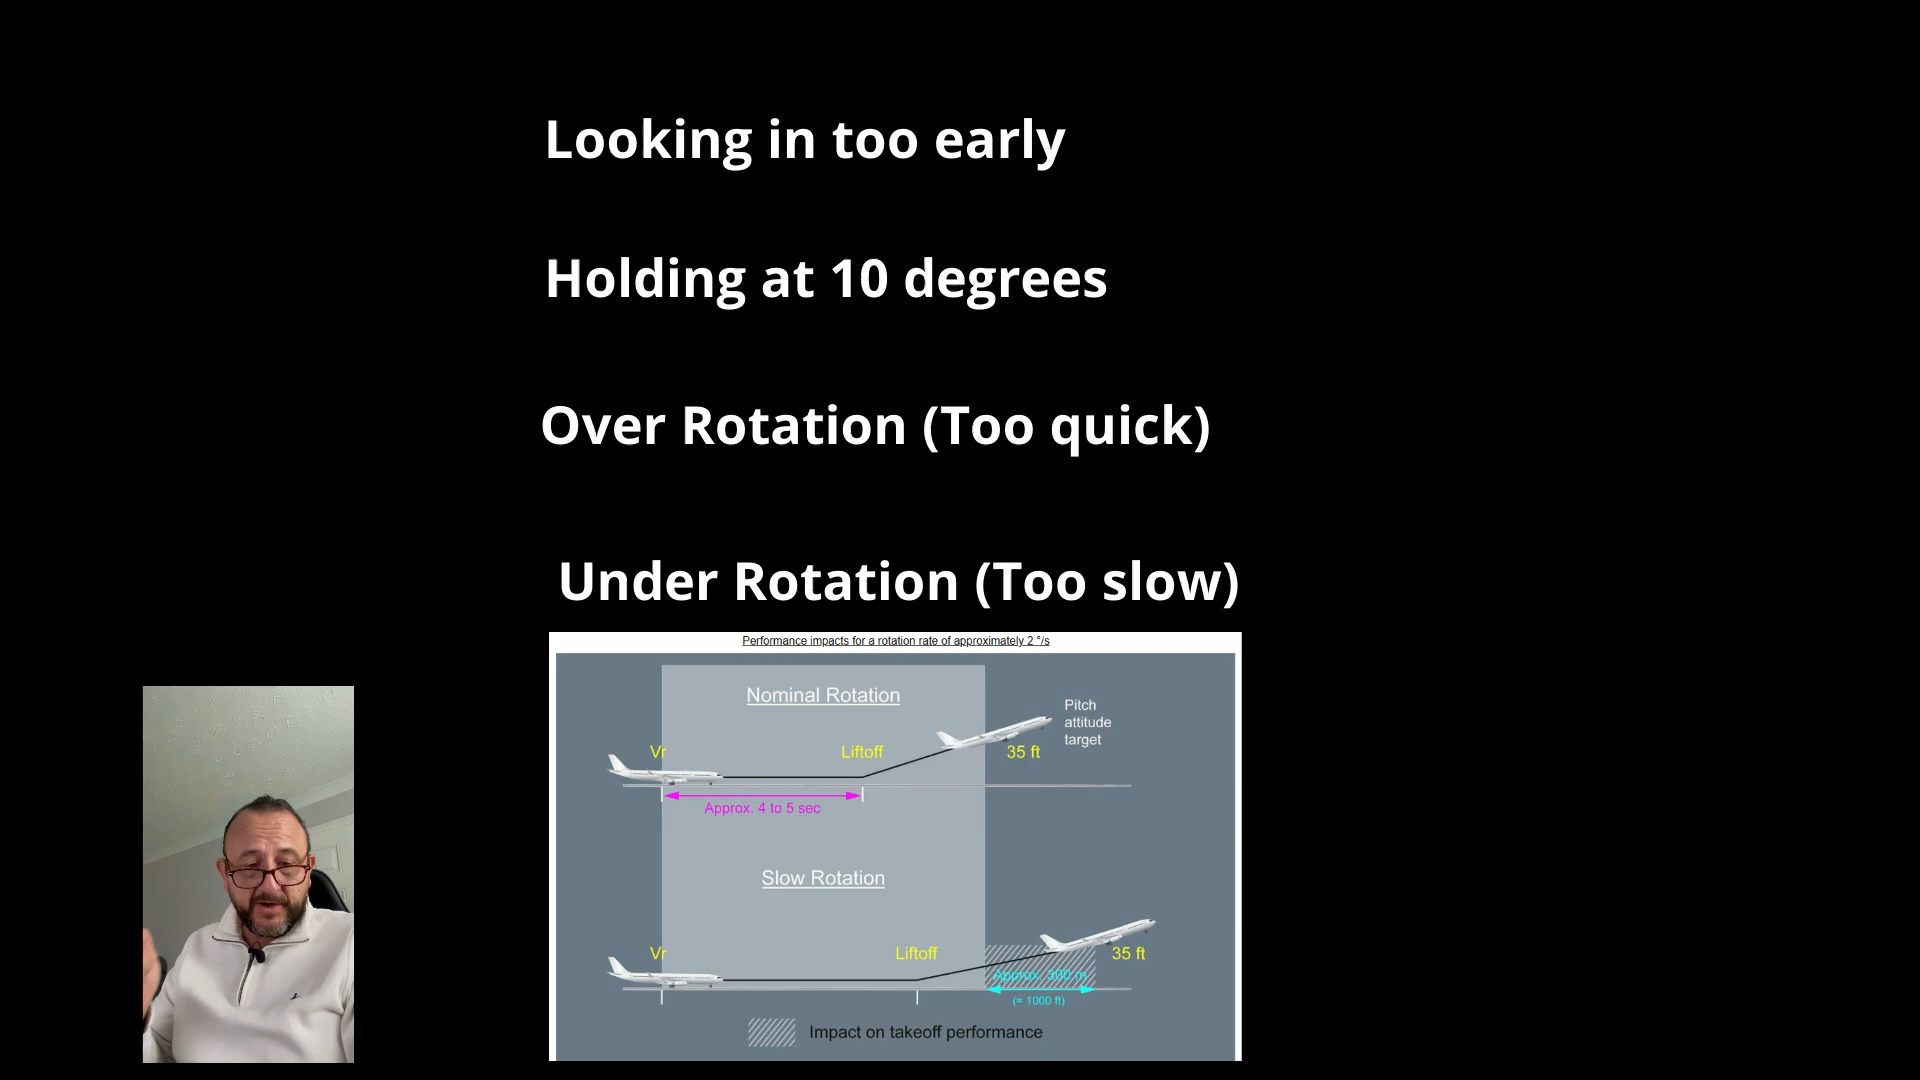 Looking in too early
Holding at 10 degrees
Over Rotation (Too quick)
Under Rotation (Too slow)
Performance impacts for a rotation rate of approximately 2 °/s
Nominal Rotation
Pitch
attitude
target
Vr
Liftoff
35 ft
Approx. 4 to 5 sec
Slow Rotation
Vr
Liftoff
35 ft
Approx. 300 m
(= 1000 ft)
Impact on takeoff performance